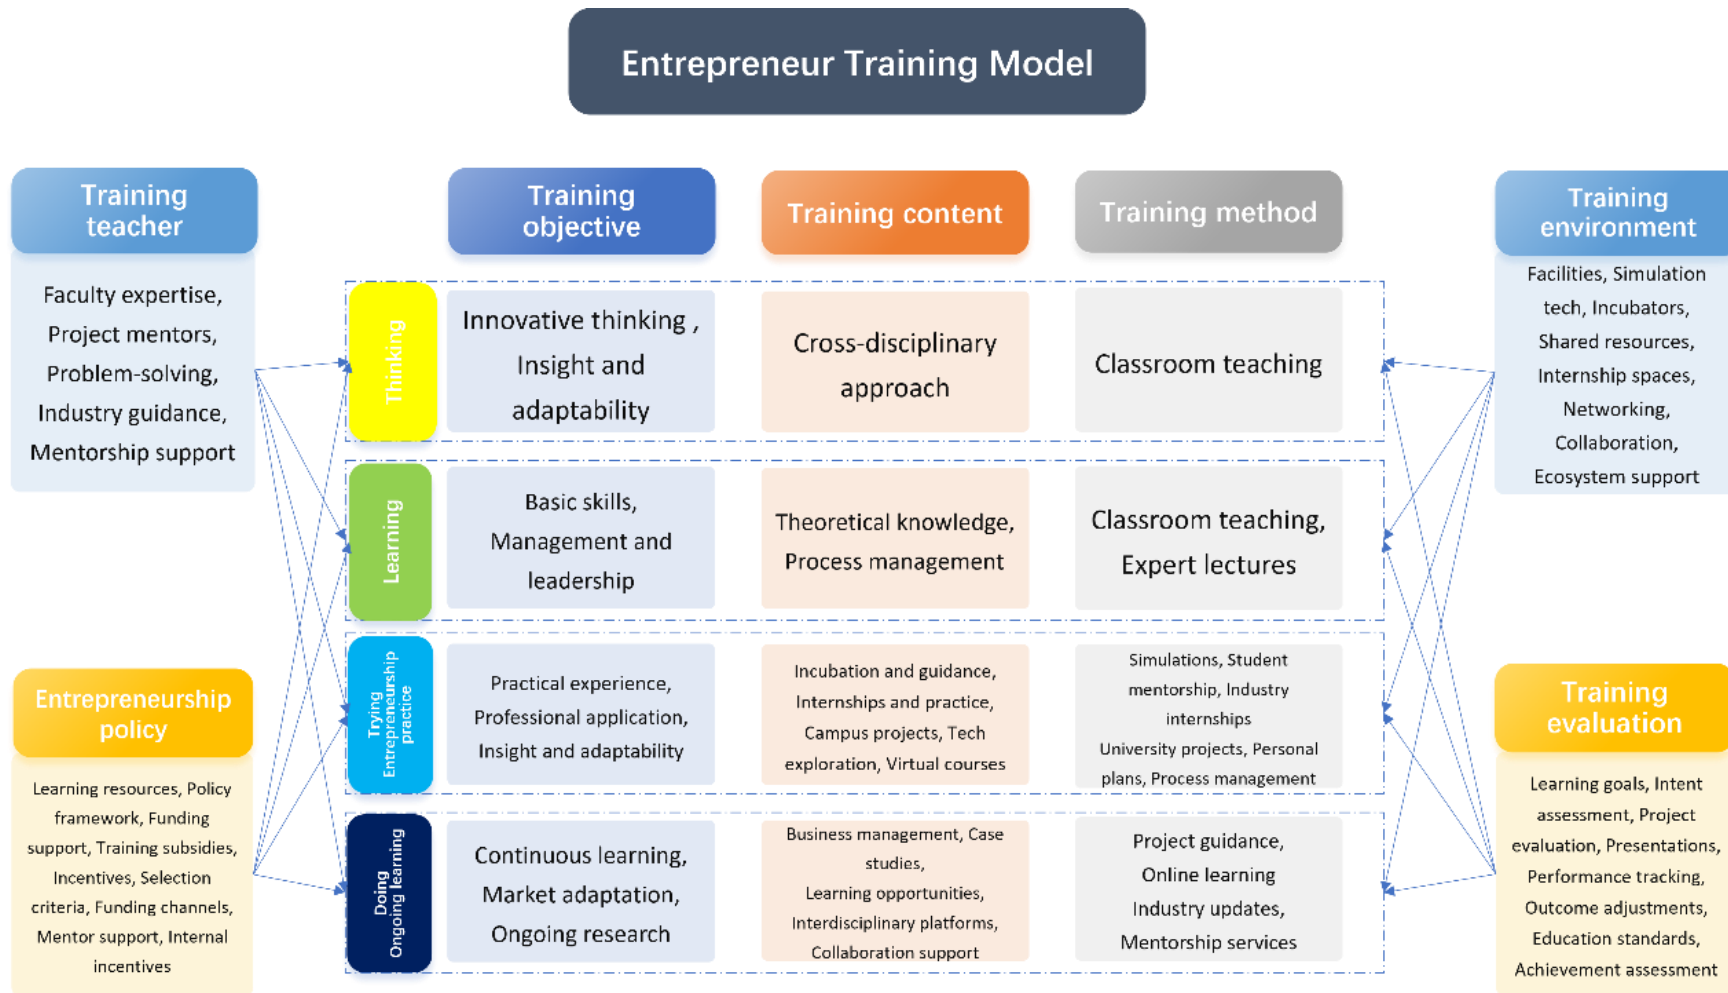 Entrepreneur Training Model
Training
teacher
Faculty expertise,
Project mentors,
Problem-solving,
Industry guidance,
Mentorship support
Entrepreneurship
policy
Learning resources, Policy
framework, Funding
support, Training subsidies,
Incentives, Selection
criteria, Funding channels,
Mentor support, Internal
incentives
Training
objective
Training content
Training method
Thinking
Innovative thinking ,
Insight and
adaptability
Cross-disciplinary
approach
Classroom teaching
Learning
Basic skills,
Management and
leadership
Theoretical knowledge,
Process management
Classroom teaching,
Expert lectures
Trying
Entrepreneurship
practice
Practical experience,
Professional application,
Insight and adaptability
Incubation and guidance,
Internships and practice,
Campus projects, Tech
exploration, Virtual courses
Simulations, Student
mentorship, Industry
internships
University projects, Personal
plans, Process management
Doing
Ongoing learning
Continuous learning,
Market adaptation,
Ongoing research
Business management, Case
studies,
Learning opportunities,
Interdisciplinary platforms,
Collaboration support
Project guidance,
Online learning
Industry updates,
Mentorship services
Training
environment
Facilities, Simulation
tech, Incubators,
Shared resources,
Internship spaces,
Networking,
Collaboration,
Ecosystem support
Training
evaluation
Learning goals, Intent
assessment, Project
evaluation, Presentations,
Performance tracking,
Outcome adjustments,
Education standards,
Achievement assessment